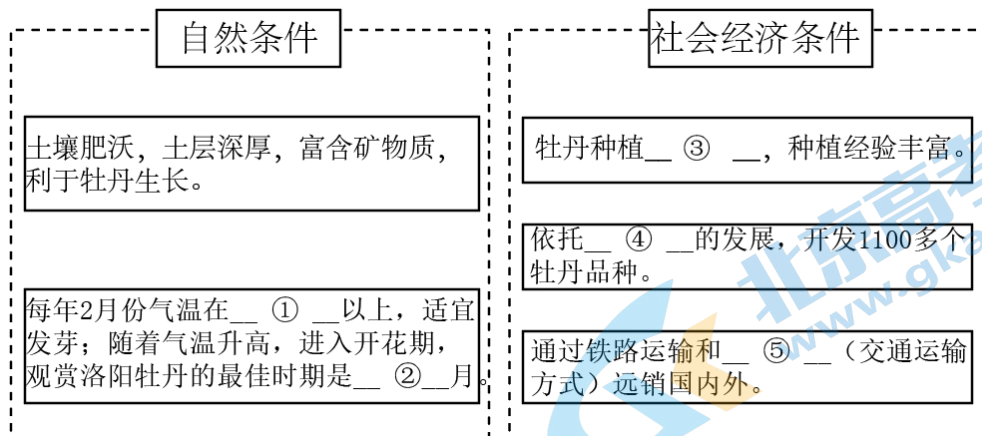 自然条件
土壤肥沃，土层深厚，富含矿物质，
利于牡丹生长。
每年2月份气温在__ ① __以上，适宜
发芽；随着气温升高，进入开花期，
观赏洛阳牡丹的最佳时期是__ ②__月。
社会经济条件
牡丹种植__ ③ __，种植经验丰富。
依托__ ④ __的发展，开发1100多个
牡丹品种。
通过铁路运输和__ ⑤ __（交通运输
方式）远销国内外。
北京高考
www.gka